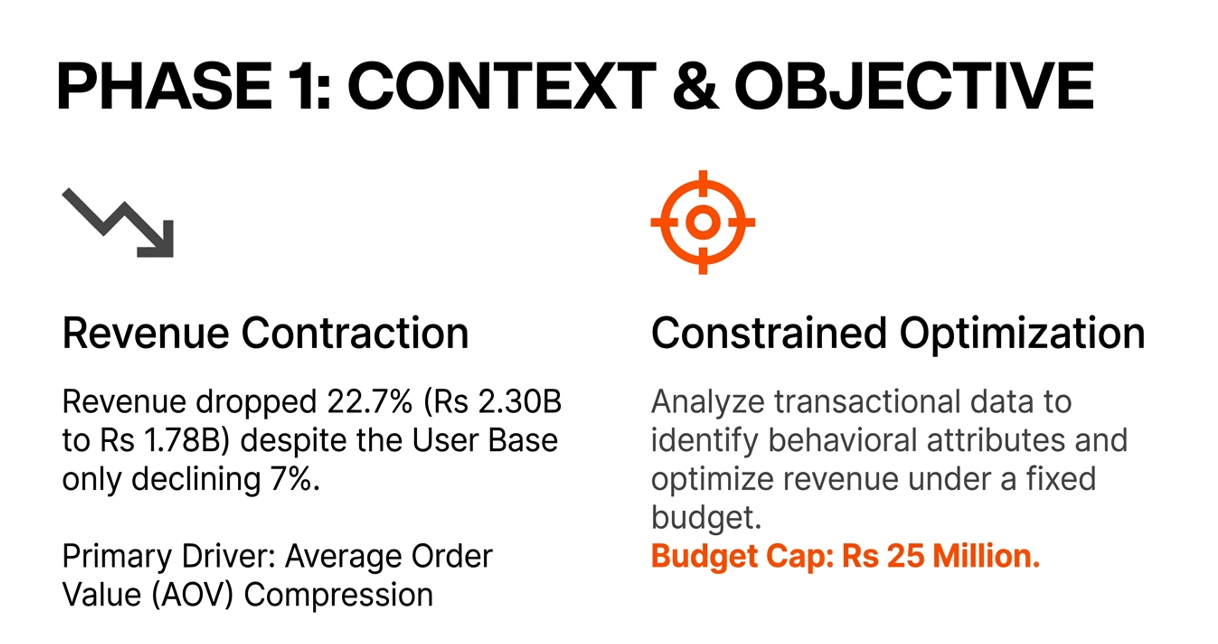 PHASE 1: CONTEXT & OBJECTIVE
Revenue Contraction
Revenue dropped 22.7% (Rs 2.30B
to Rs 1.78B) despite the User Base
only declining 7%.
Primary Driver: Average Order
Value (AOV) Compression
Constrained Optimization
Analyze transactional data to
identify behavioral attributes and
optimize revenue under a fixed
budget.
Budget Cap: Rs 25 Million.